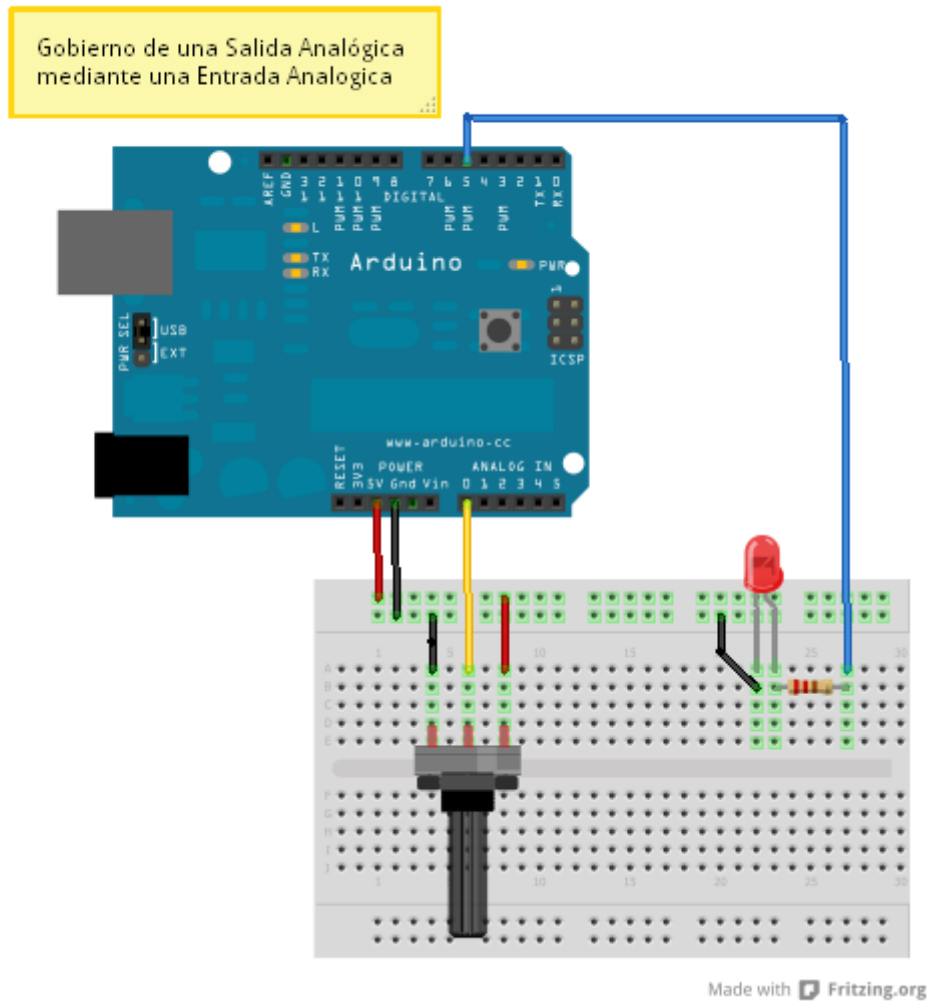 Gobierno de una Salida Analógica
mediante una Entrada Analogica
AREF
GND
13
12
11
10
9
8
7
6
5
4
3
2
1
0
PWM
PWM
PWM
PWM
PWM
PWM
TX
RX
DIGITAL
L
TX
RX
Arduino
PWR
1
ICSP
PWR SEL
USB
EXT
www.arduino.cc
RESET
3V3
POWER
5V Gnd Vin
ANALOG IN
0 1 2 3 4 5
1 5 10 15 20 25 30
A
B
C
D
E
F
G
H
I
J
1 10 15 20 25 30
Made with Fritzing.org